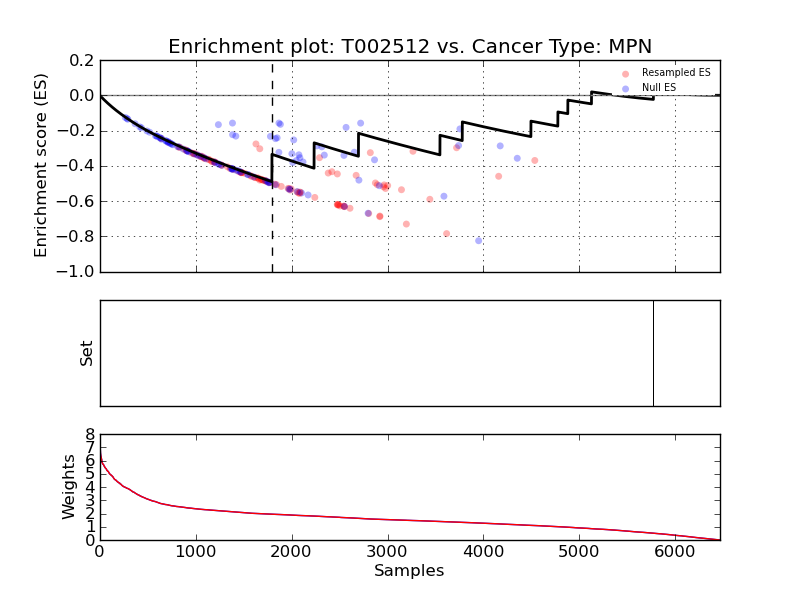 Enrichment plot: T002512 vs. Cancer Type: MPN
Enrichment score (ES)
0.2
0.0
−0.2
−0.4
−0.6
−0.8
−1.0
Resampled ES
Null ES
Set
Weights
8
7
6
5
4
3
2
1
0
0 1000 2000 3000 4000 5000 6000
Samples